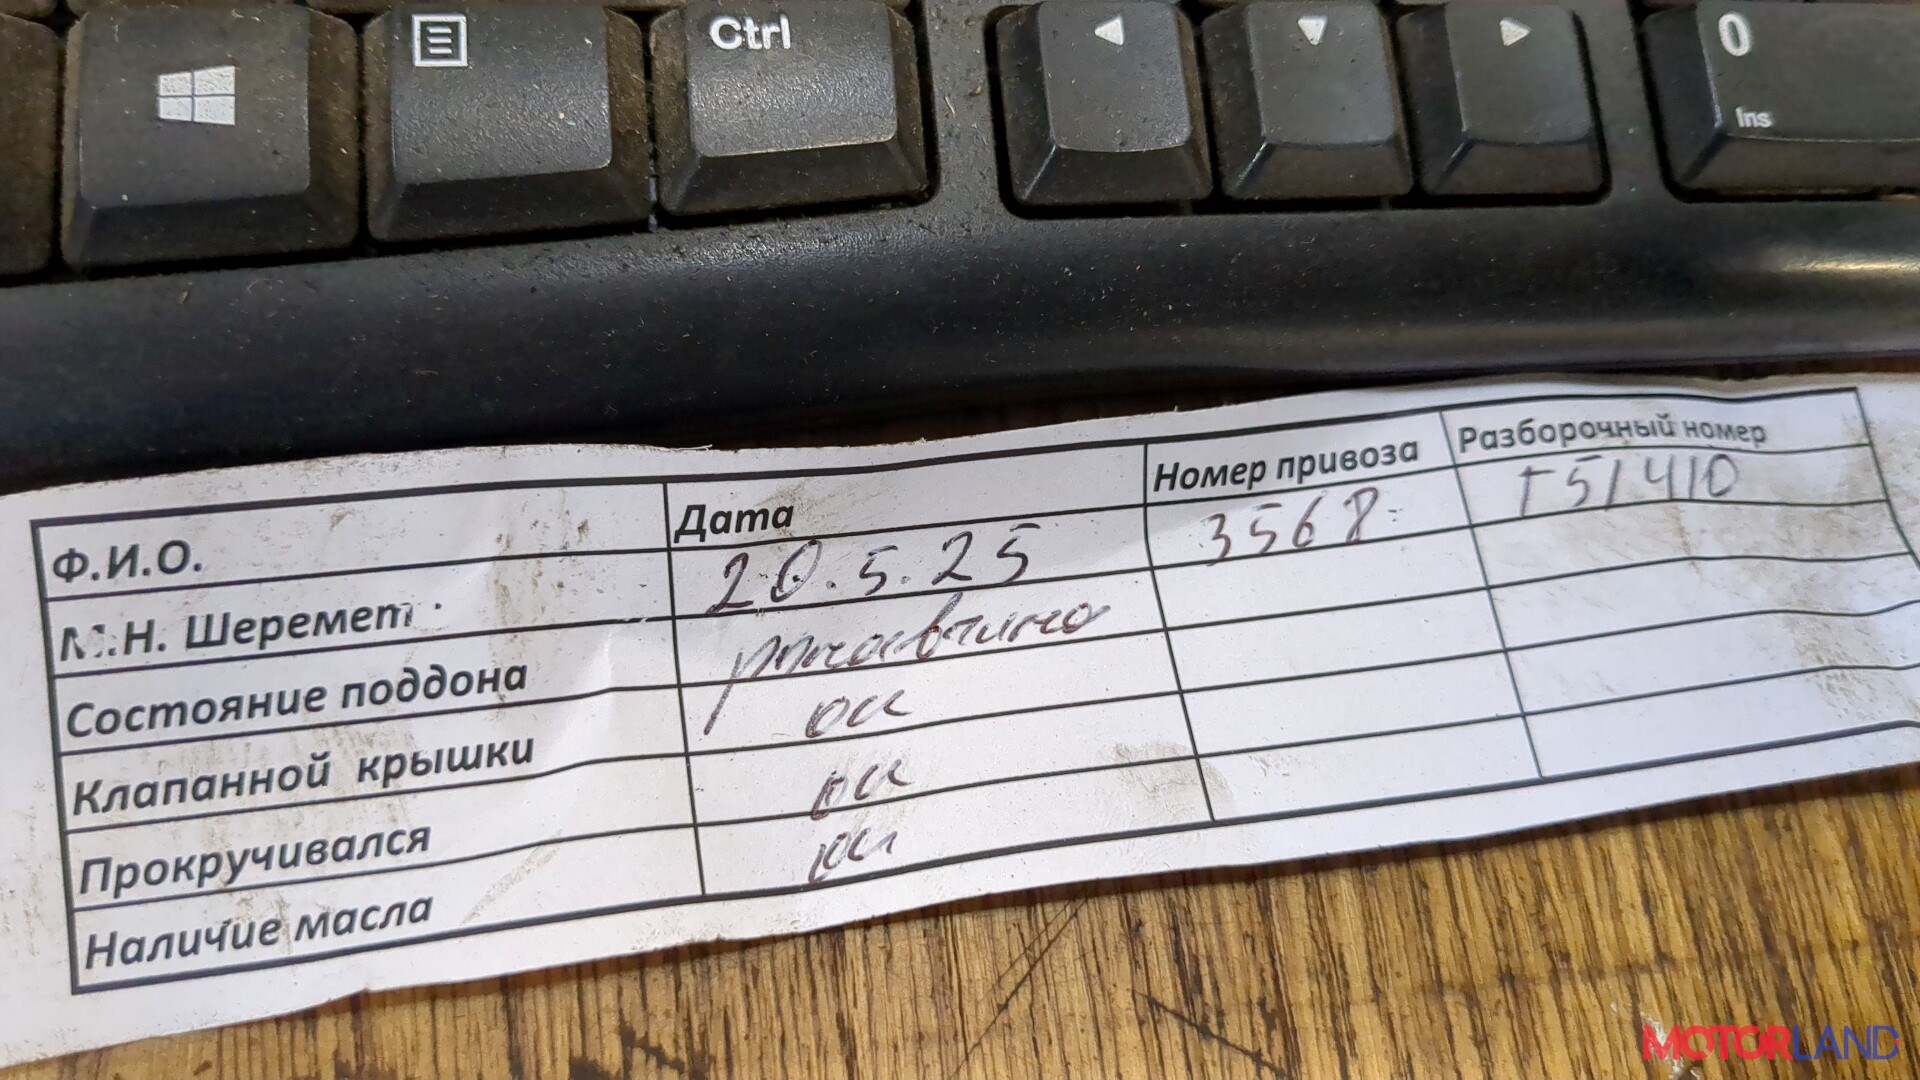 Ctrl
0
Ins
Ф.И.О. Дата Номер привоза Разборочный номер
М.Н. Шеремет 20.5.25 3568 Т51410
Состояние поддона
Клапанной крышки ок
Прокручивался ок
Наличие масла ок
MOTORLAND